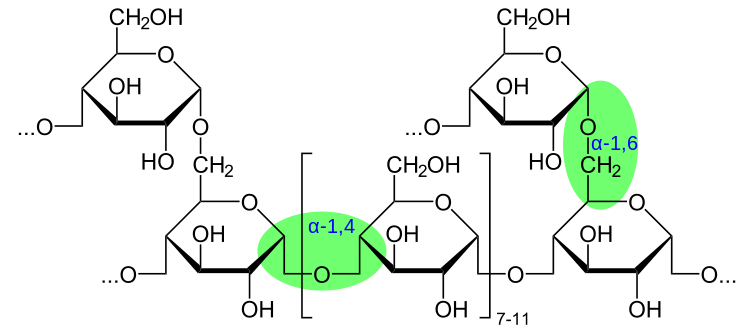 CH2OH CH2OH
O O
OH OH
...O O ...O O
α-1,6
HO HO
CH2 CH2OH CH2
O O O
α-1,4
OH OH OH
...O O O O...
OH OH OH
7-11